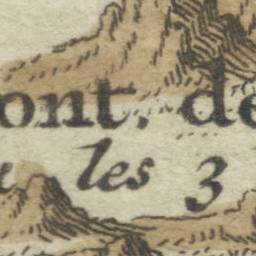 ont. de
les 3